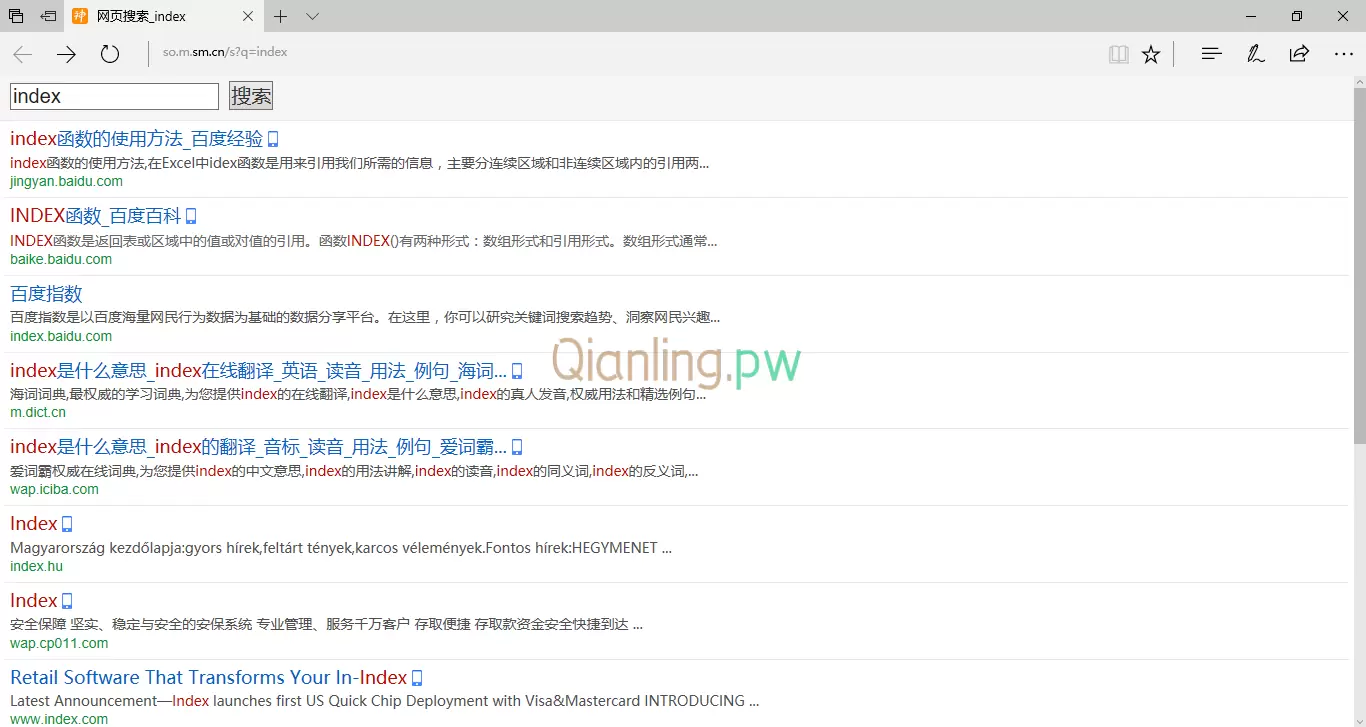 神 网页搜索_index
so.m.sm.cn/s?q=index
index 搜索
index函数的使用方法_百度经验
index函数的使用方法,在Excel中idex函数是用来引用我们所需的信息，主要分连续区域和非连续区域内的引用两...
jingyan.baidu.com
INDEX函数_百度百科
INDEX函数是返回表或区域中的值或对值的引用。函数INDEX()有两种形式：数组形式和引用形式。数组形式通常...
baike.baidu.com
百度指数
百度指数是以百度海量网民行为数据为基础的数据分享平台。在这里，你可以研究关键词搜索趋势、洞察网民兴趣...
index.baidu.com
Qianling.pw
index是什么意思_index在线翻译_英语_读音_用法_例句_海词...
海词词典,最权威的学习词典,为您提供index的在线翻译,index是什么意思,index的真人发音,权威用法和精选例句...
m.dict.cn
index是什么意思_index的翻译_音标_读音_用法_例句_爱词霸...
爱词霸权威在线词典,为您提供index的中文意思,index的用法讲解,index的读音,index的同义词,index的反义词,...
wap.iciba.com
Index
Magyarország kezdőlapja:gyors hírek,feltárt tények,karcos vélemények.Fontos hírek:HEGYMENET ...
index.hu
Index
安全保障 坚实、稳定与安全的安保系统 专业管理、服务千万客户 存取便捷 存取款资金安全快捷到达 ...
wap.cp011.com
Retail Software That Transforms Your In-Index
Latest Announcement—Index launches first US Quick Chip Deployment with Visa&Mastercard INTRODUCING ...
www.index.com